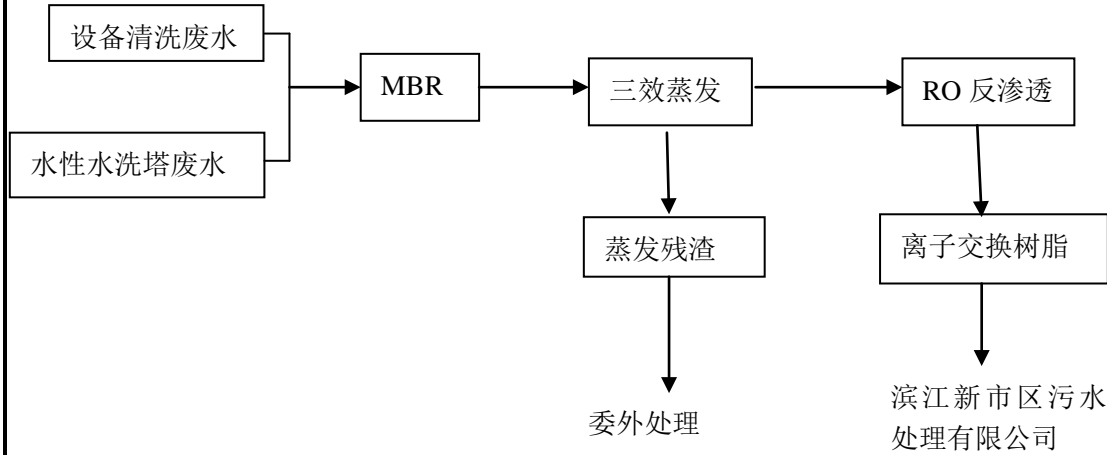 设备清洗废水
水性水洗塔废水
MBR
三效蒸发
RO 反渗透
蒸发残渣
离子交换树脂
委外处理
滨江新市区污水
处理有限公司